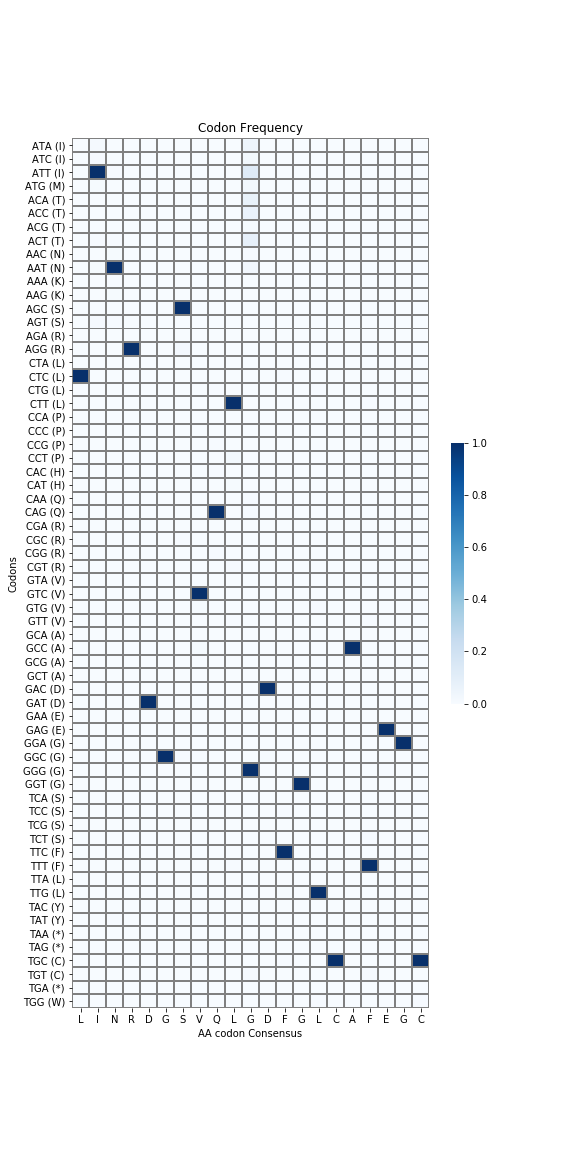 Codon Frequency
ATA (I)
ATC (I)
ATT (I)
ATG (M)
ACA (T)
ACC (T)
ACG (T)
ACT (T)
AAC (N)
AAT (N)
AAA (K)
AAG (K)
AGC (S)
AGT (S)
AGA (R)
AGG (R)
CTA (L)
CTC (L)
CTG (L)
CTT (L)
CCA (P)
CCC (P)
CCG (P)
CCT (P)
CAC (H)
CAT (H)
CAA (Q)
CAG (Q)
CGA (R)
CGC (R)
CGG (R)
CGT (R)
GTA (V)
GTC (V)
GTG (V)
GTT (V)
GCA (A)
GCC (A)
GCG (A)
GCT (A)
GAC (D)
GAT (D)
GAA (E)
GAG (E)
GGA (G)
GGC (G)
GGG (G)
GGT (G)
TCA (S)
TCC (S)
TCG (S)
TCT (S)
TTC (F)
TTT (F)
TTA (L)
TTG (L)
TAC (Y)
TAT (Y)
TAA (*)
TAG (*)
TGC (C)
TGT (C)
TGA (*)
TGG (W)
Codons
L I N R D G S V Q L G D F G L C A F E G C
AA codon Consensus
1.0
0.8
0.6
0.4
0.2
0.0